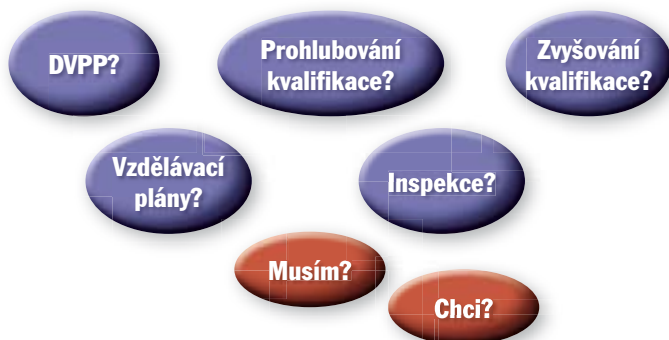 DVPP?
Prohlubování
kvalifikace?
Zvyšování
kvalifikace?
Vzdělávací
plány?
Inspekce?
Musím?
Chci?